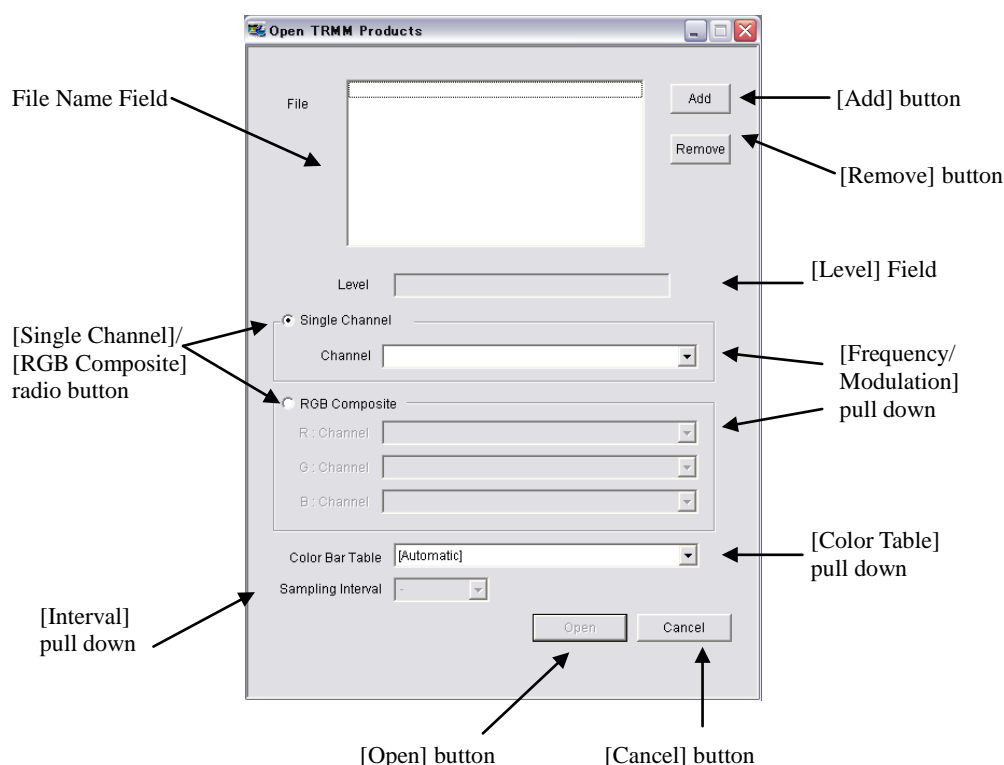 Open TRMM Products
File Name Field
File
Add
[Add] button
Remove
[Remove] button
Level
[Level] Field
[Single Channel]/
[RGB Composite]
radio button
Single Channel
Channel
[Frequency/
Modulation]
pull down
RGB Composite
R : Channel
G : Channel
B : Channel
Color Bar Table
[Automatic]
[Color Table]
pull down
Sampling Interval
-
[Interval]
pull down
Open
Cancel
[Open] button
[Cancel] button